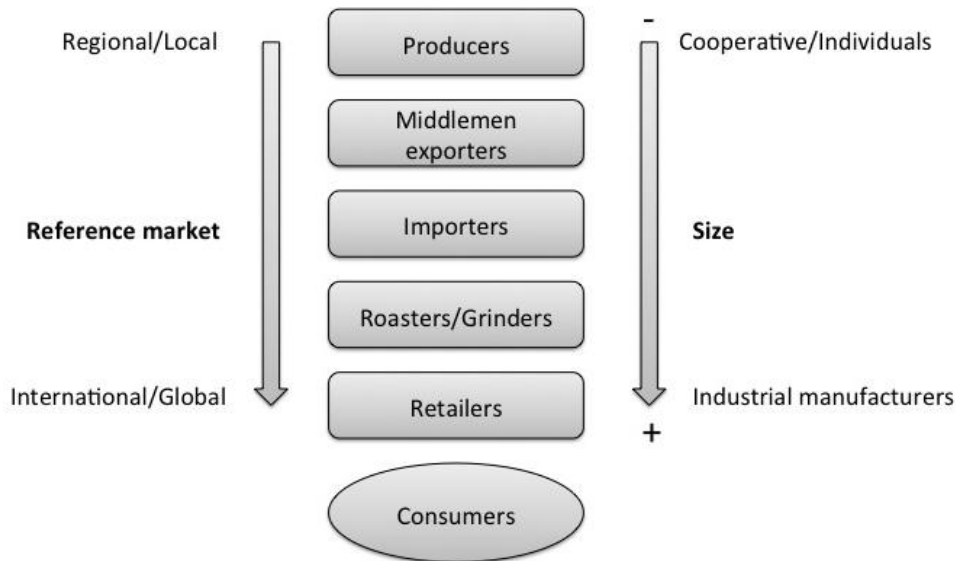 Regional/Local
Producers
-
Cooperative/Individuals
Middlemen
exporters
Reference market
Importers
Size
Roasters/Grinders
International/Global
Retailers
Industrial manufacturers
+
Consumers